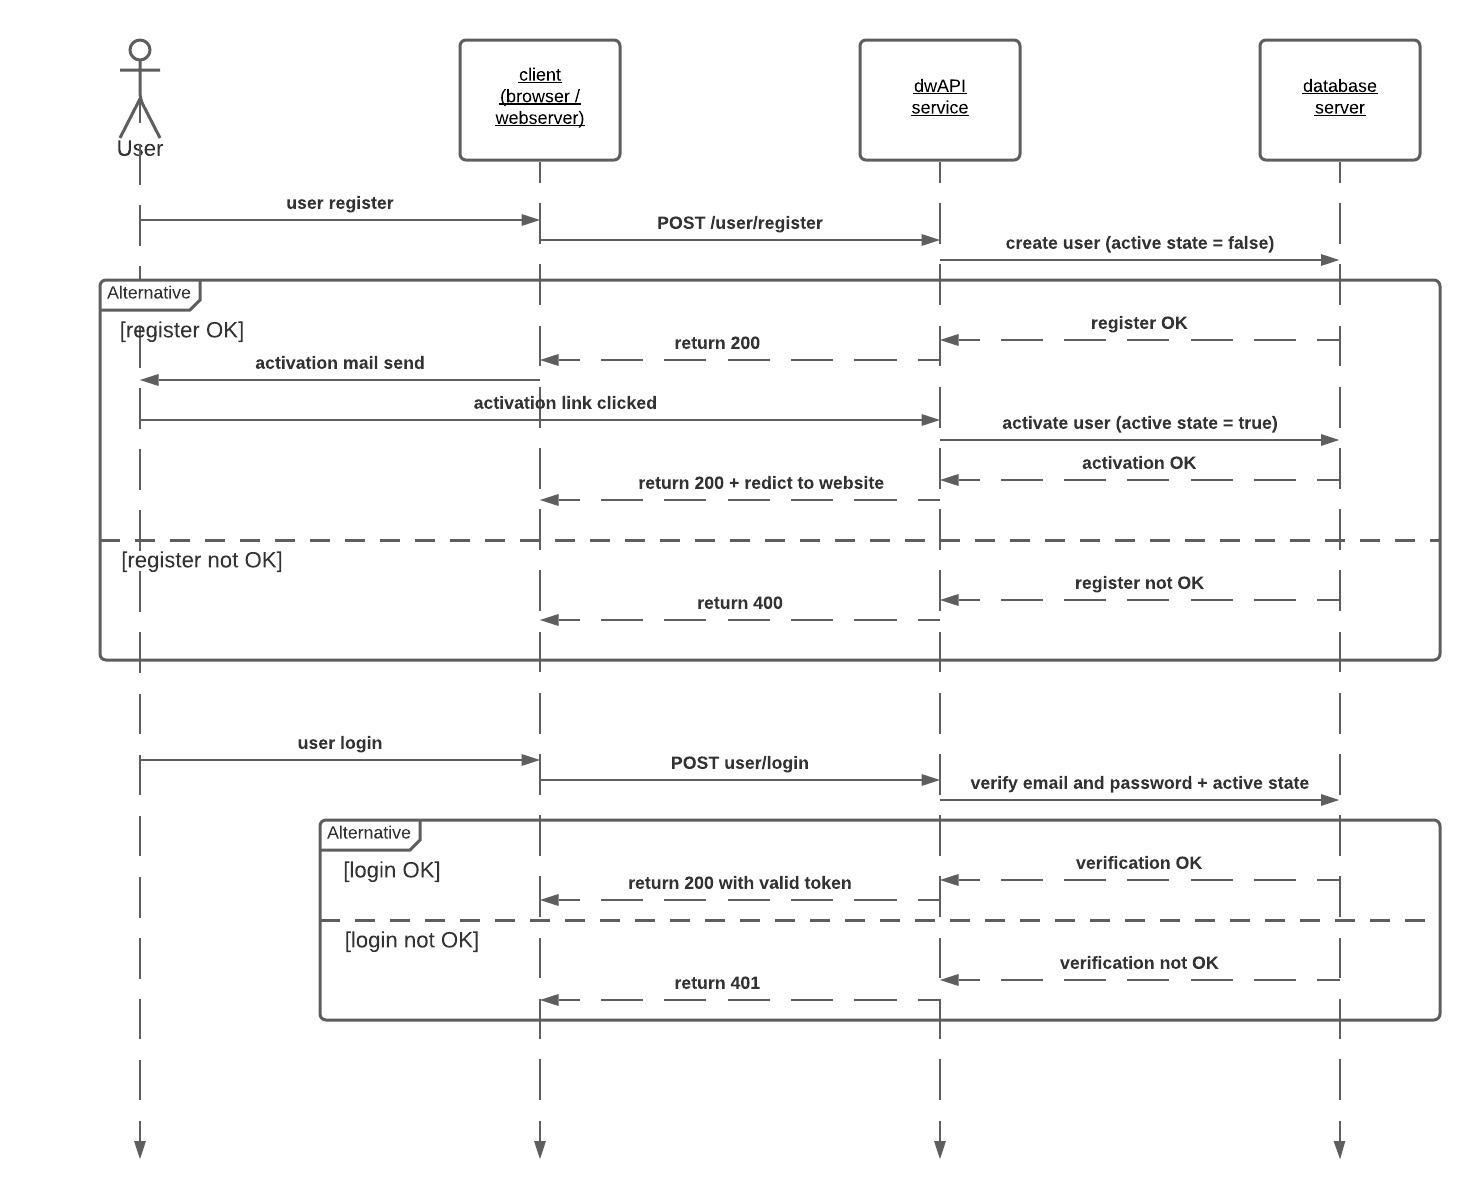 User
client
(browser /
webserver)
dwAPI
service
database
server
user register
POST /user/register
create user (active state = false)
Alternative
[register OK]
register OK
return 200
activation mail send
activation link clicked
activate user (active state = true)
activation OK
return 200 + redict to website
[register not OK]
register not OK
return 400
user login
POST user/login
verify email and password + active state
Alternative
[login OK]
verification OK
return 200 with valid token
[login not OK]
verification not OK
return 401